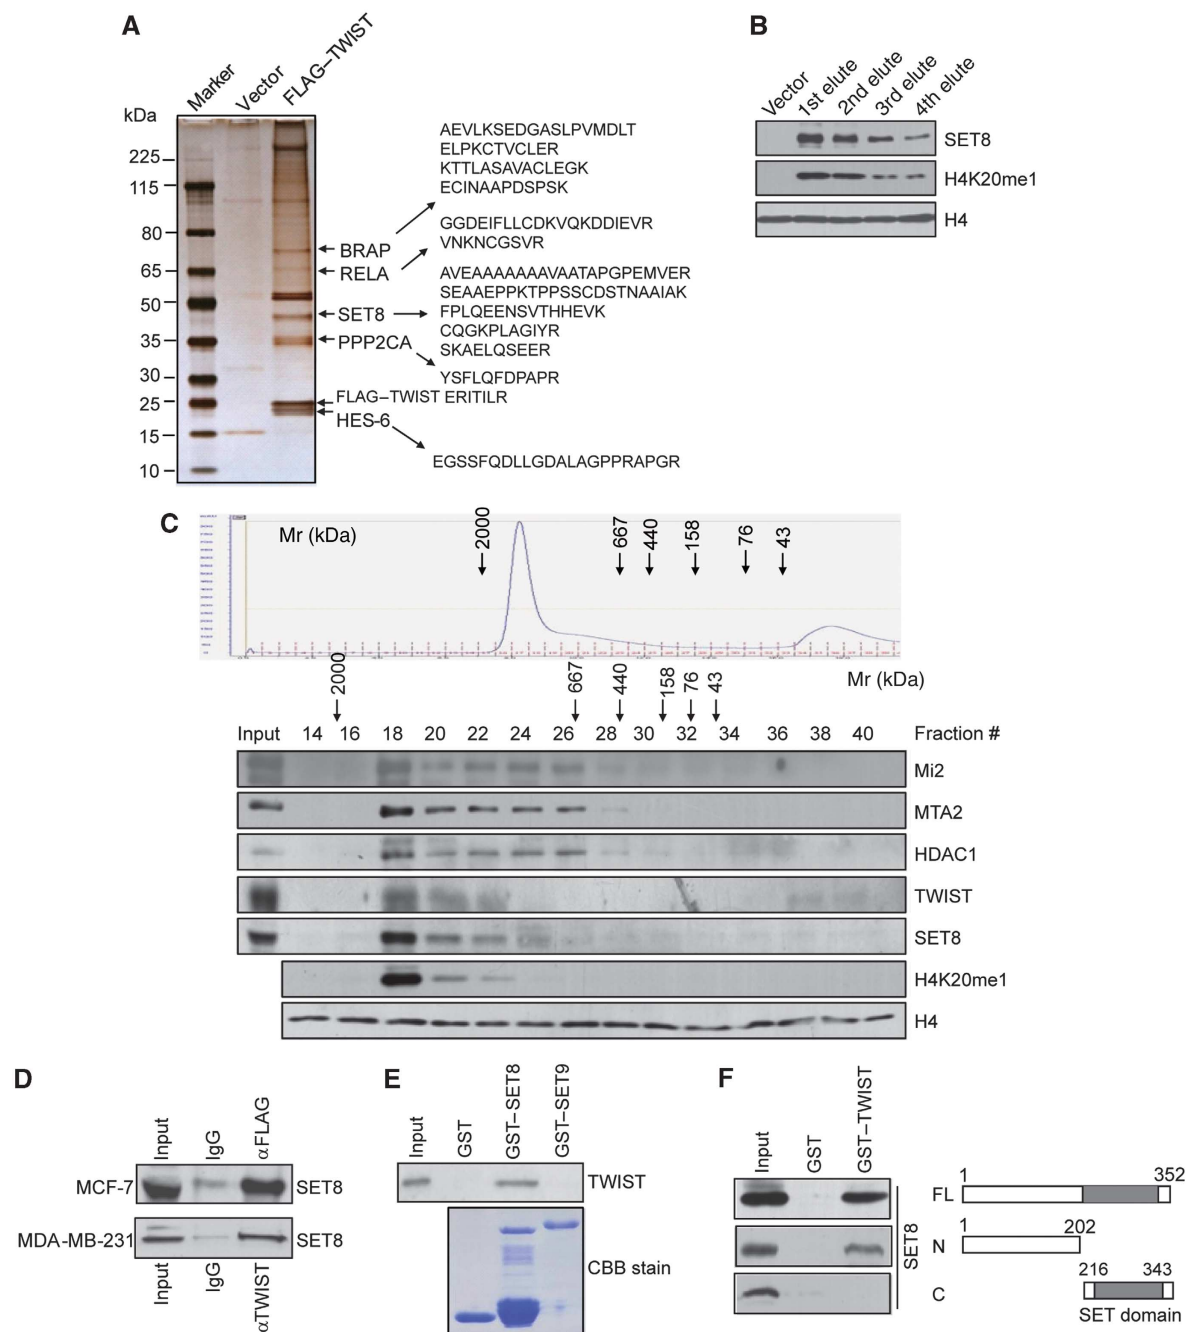 A
Marker
Vector
FLAG–TWIST
kDa
225
115
80
65
50
35
30
25
15
10
BRAP
RELA
SET8
PPP2CA
FLAG–TWIST ERITILR
HES-6
AEVLKSEDGASLPVMDLT
ELPKCTVCLER
KTTLASAVACLEGK
ECINAAPDSPSK
GGDEIFLLCDKVQKDDIEVR
VNKNCGSVR
AVEAAAAAAAVAATAPGPEMVER
SEAAEPPKTPPSSCDSTNAAIAK
FPLQEENSVTHHEVK
CQGKPLAGIYR
SKAELQSEER
YSFLQFDPAPR
EGSSFQDLLGDALAGPPRAPGR
B
Vector
1st elute
2nd elute
3rd elute
4th elute
SET8
H4K20me1
H4
C
Mr (kDa)
2000
667
440
158
76
43
2000
667
440
158
76
43
Mr (kDa)
Input 14 16 18 20 22 24 26 28 30 32 34 36 38 40 Fraction #
Mi2
MTA2
HDAC1
TWIST
SET8
H4K20me1
H4
D
Input
IgG
αFLAG
MCF-7
SET8
MDA-MB-231
SET8
Input
IgG
αTWIST
E
Input
GST
GST–SET8
GST–SET9
TWIST
CBB stain
F
Input
GST
GST–TWIST
SET8
FL
1
352
N
1
202
C
216
343
SET domain